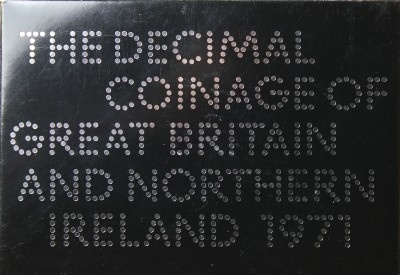 THE DECIMAL
COINAGE OF
GREAT BRITAIN
AND NORTHERN
IRELAND 1971